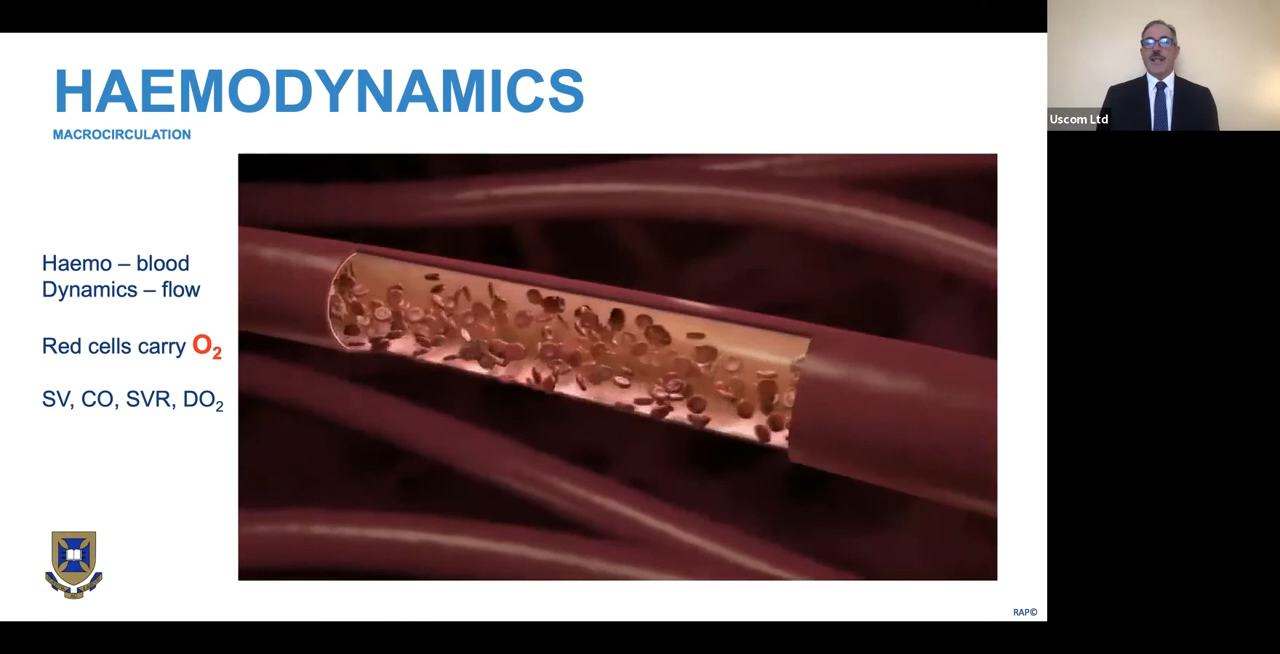 HAEMODYNAMICS
MACROCIRCULATION
Haemo – blood
Dynamics – flow
Red cells carry O₂
SV, CO, SVR, DO₂
RAP©
Uscom Ltd